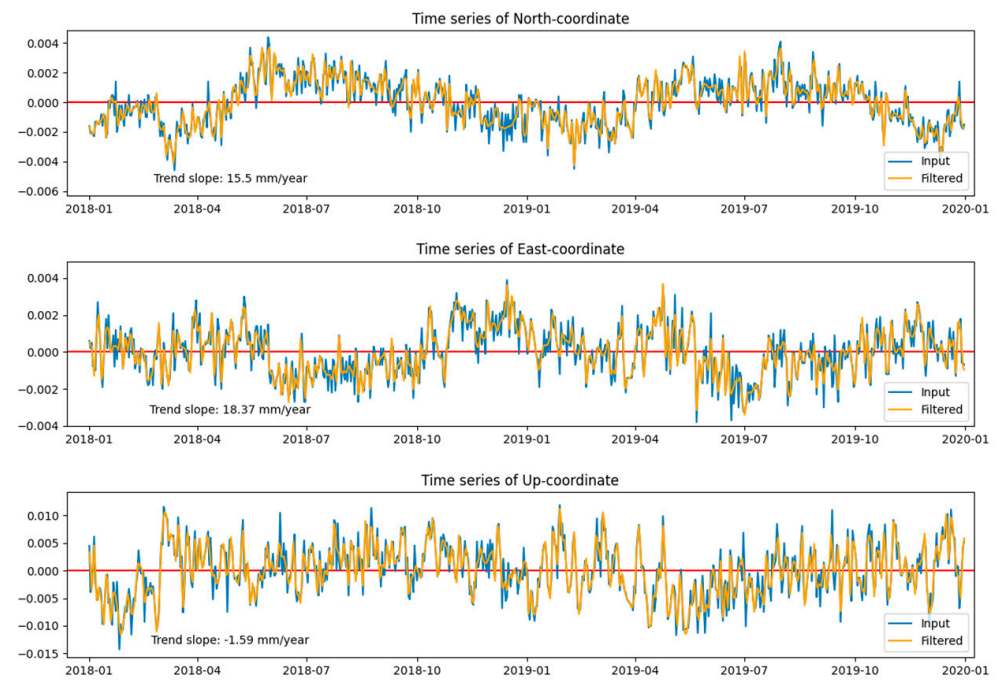 Time series of North-coordinate
0.004
0.002
0.000
−0.002
−0.004
−0.006
Trend slope: 15.5 mm/year
Input
Filtered
2018-01 2018-04 2018-07 2018-10 2019-01 2019-04 2019-07 2019-10 2020-01
Time series of East-coordinate
0.004
0.002
0.000
−0.002
−0.004
Trend slope: 18.37 mm/year
Input
Filtered
2018-01 2018-04 2018-07 2018-10 2019-01 2019-04 2019-07 2019-10 2020-01
Time series of Up-coordinate
0.010
0.005
0.000
−0.005
−0.010
−0.015
Trend slope: -1.59 mm/year
Input
Filtered
2018-01 2018-04 2018-07 2018-10 2019-01 2019-04 2019-07 2019-10 2020-01